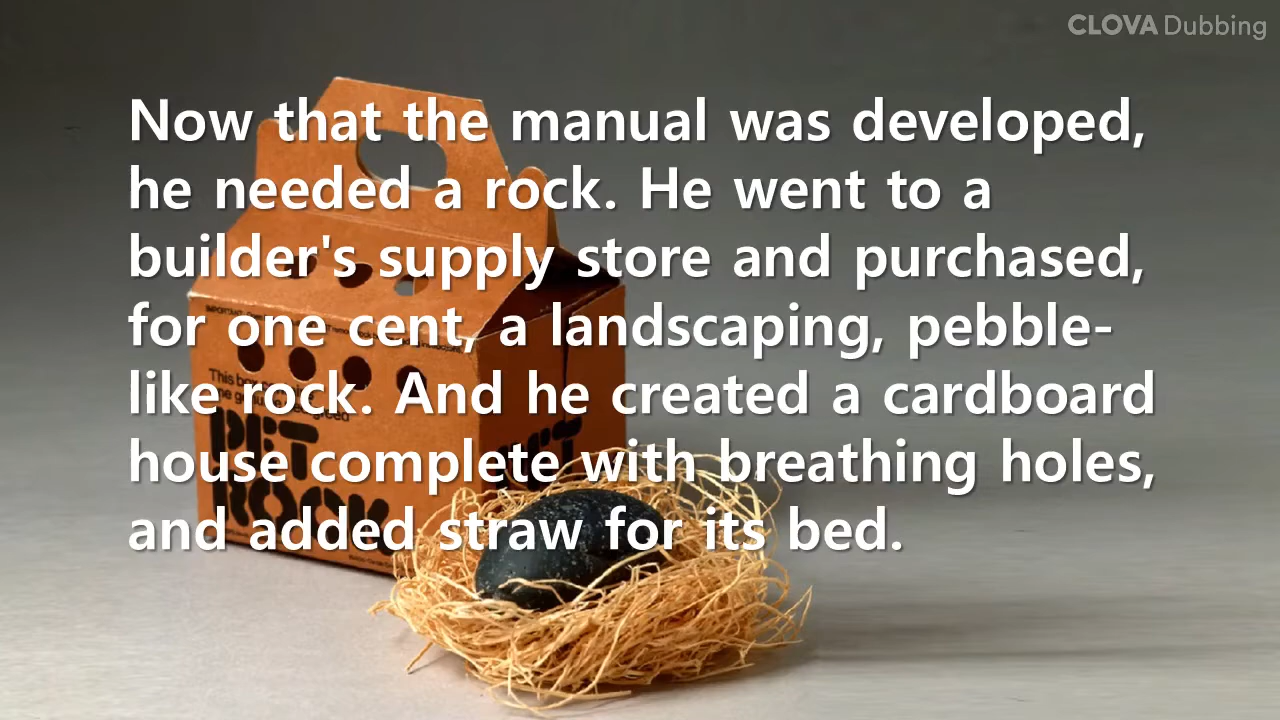 CLOVA Dubbing
Now that the manual was developed,
he needed a rock. He went to a
builder's supply store and purchased,
for one cent, a landscaping, pebble-
like rock. And he created a cardboard
house complete with breathing holes,
and added straw for its bed.
PET
ROCK